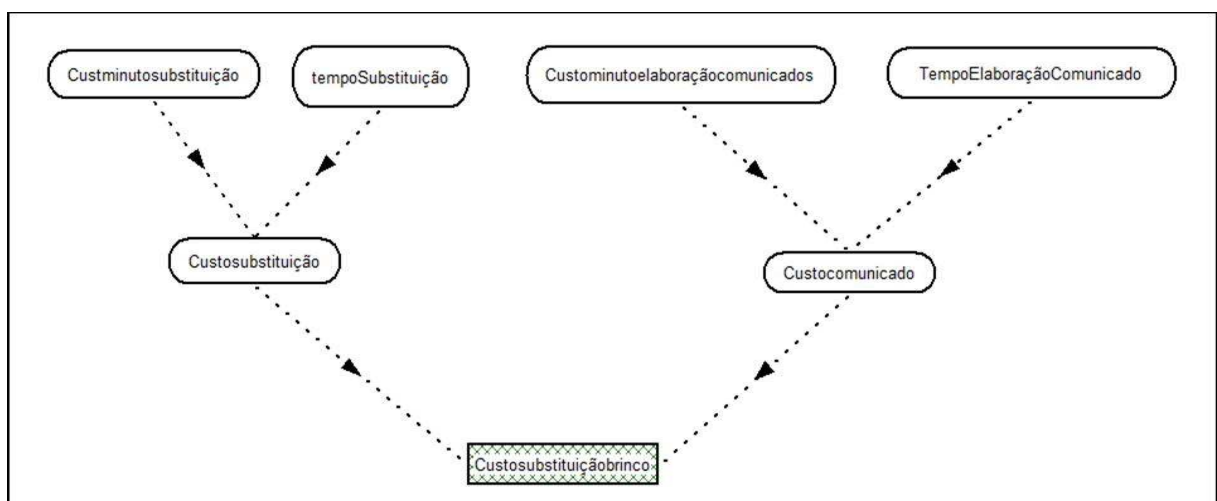 Custminutosubstituição
tempoSubstituição
Custominutoelaboraçãocomunicados
TempoElaboraçãoComunicado
Custosubstituição
Custocomunicado
Custosubstituiçãobrinco